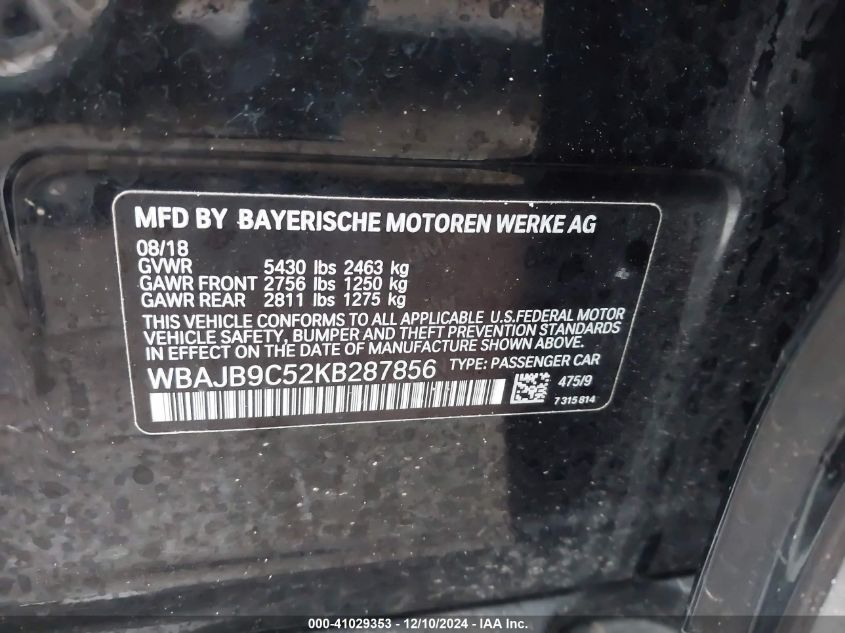 MFD BY BAYERISCHE MOTOREN WERKE AG
08/18
GVWR 5430 lbs 2463 kg
GAWR FRONT 2756 lbs 1250 kg
GAWR REAR 2811 lbs 1275 kg
THIS VEHICLE CONFORMS TO ALL APPLICABLE U.S.FEDERAL MOTOR
VEHICLE SAFETY, BUMPER AND THEFT PREVENTION STANDARDS
IN EFFECT ON THE DATE OF MANUFACTURE SHOWN ABOVE.
WBAJB9C52KB287856 TYPE: PASSENGER CAR
475/9
7315814
000-41029353 - 12/10/2024 - IAA Inc.